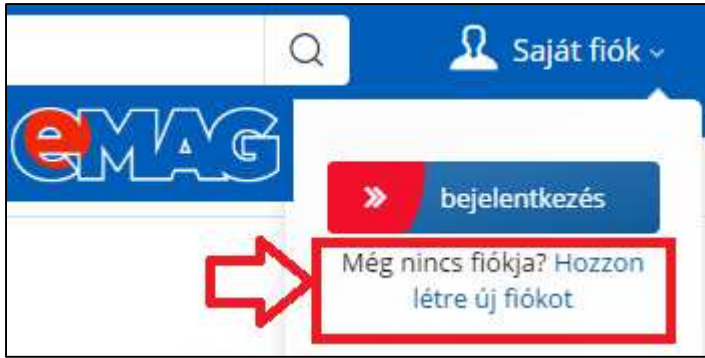 Saját fiók
eMAG
bejelentkezés
Még nincs fiókja? Hozzon
létre új fiókot